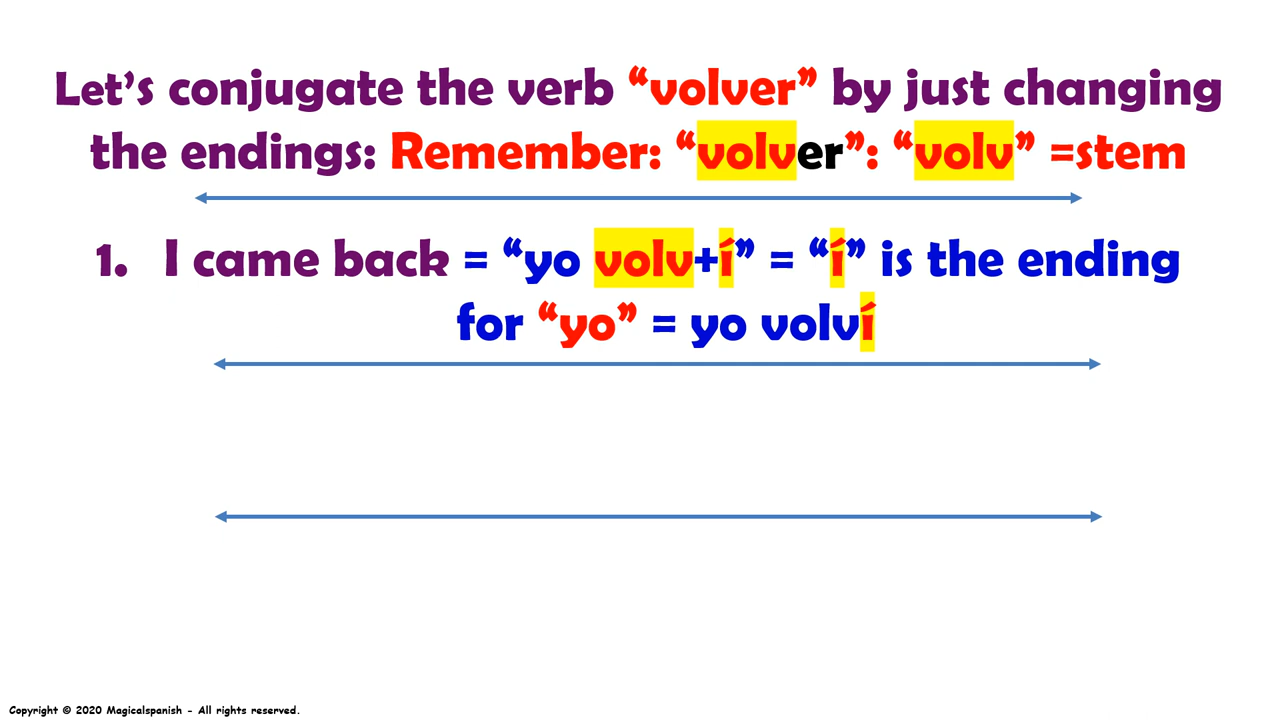 Let’s conjugate the verb “volver” by just changing
the endings: Remember: “volver”: “volv” =stem
1. I came back = “yo volv+í” = “í” is the ending
for “yo” = yo volví
Copyright © 2020 Magicalspanish - All rights reserved.